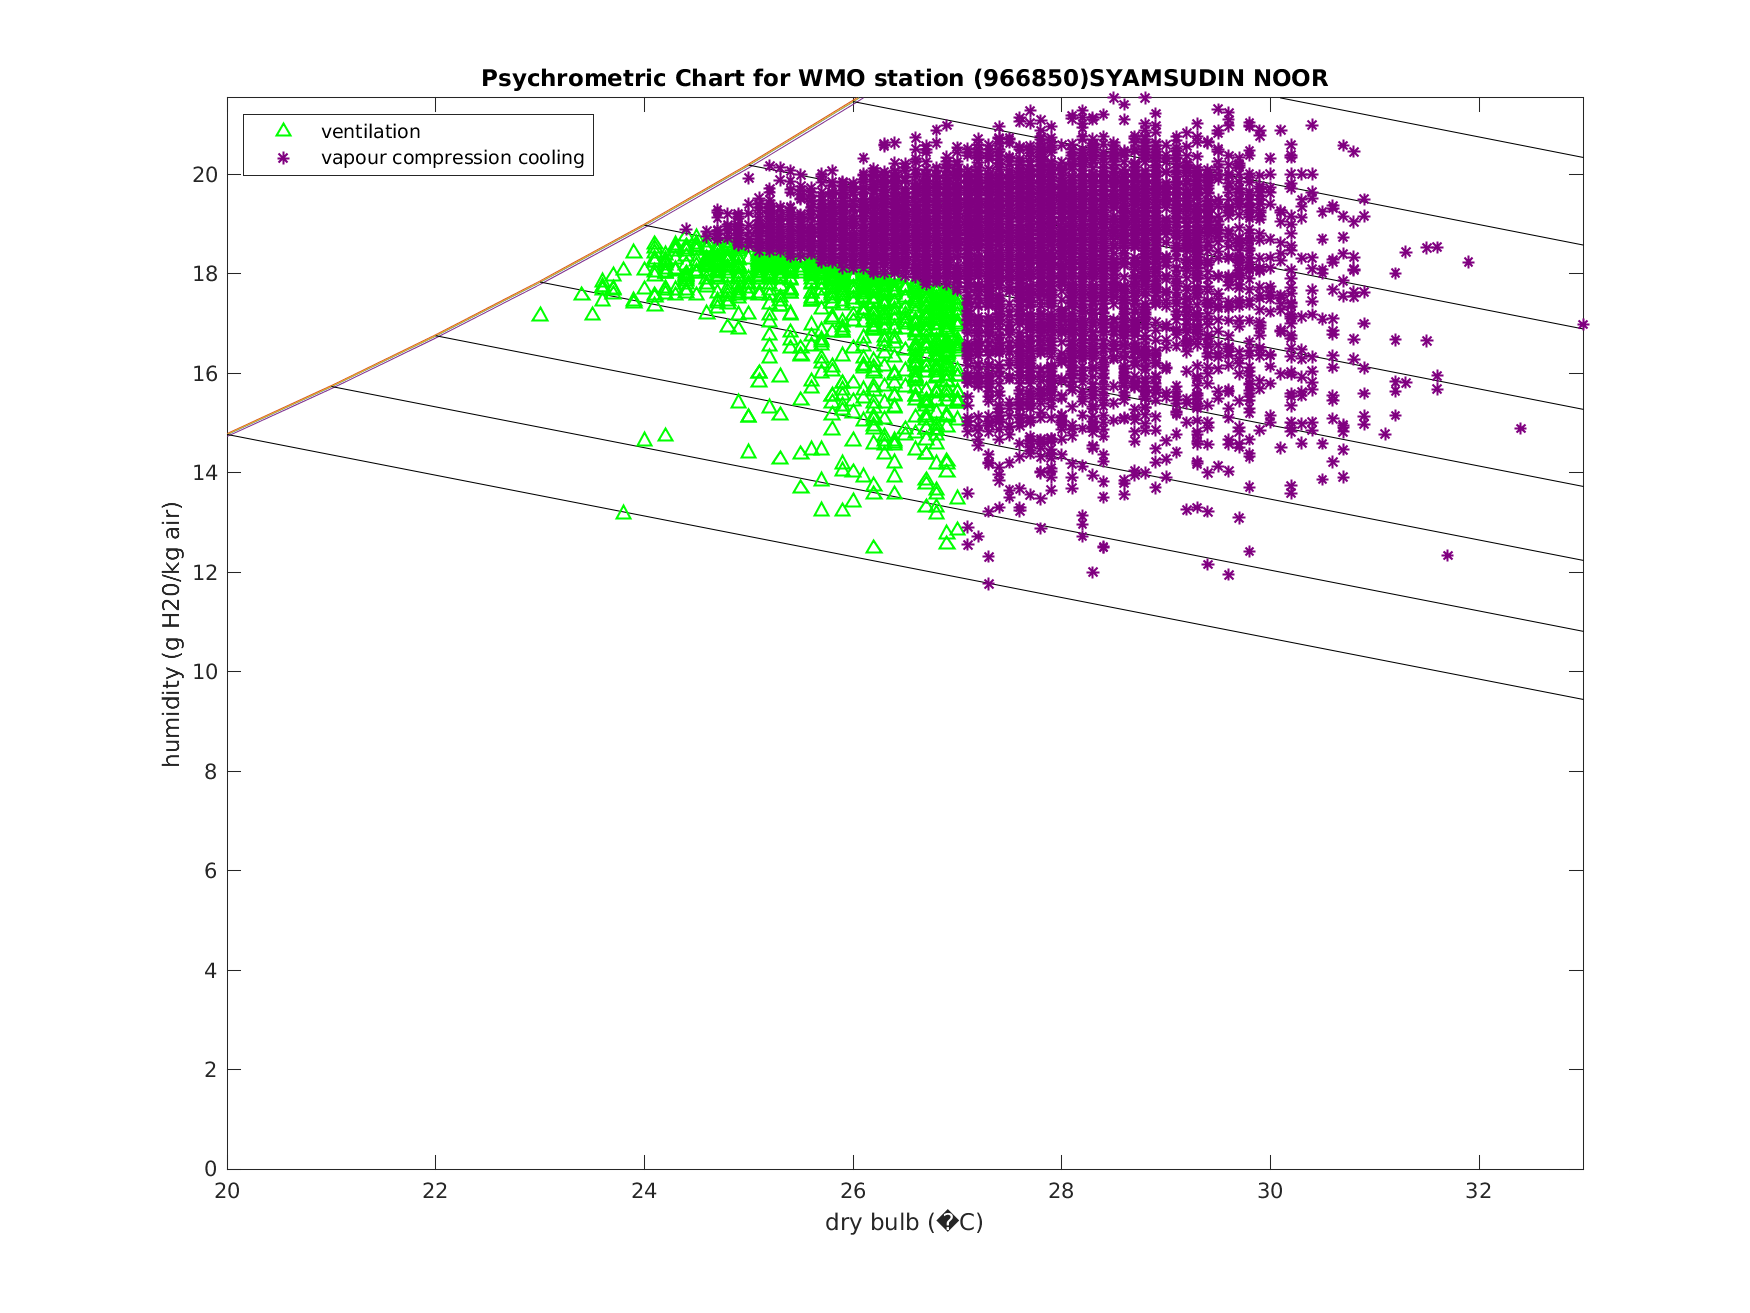 Psychrometric Chart for WMO station (966850)SYAMSUDIN NOOR
ventilation
vapour compression cooling
humidity (g H20/kg air)
20
18
16
14
12
10
8
6
4
2
0
20 22 24 26 28 30 32
dry bulb (�C)